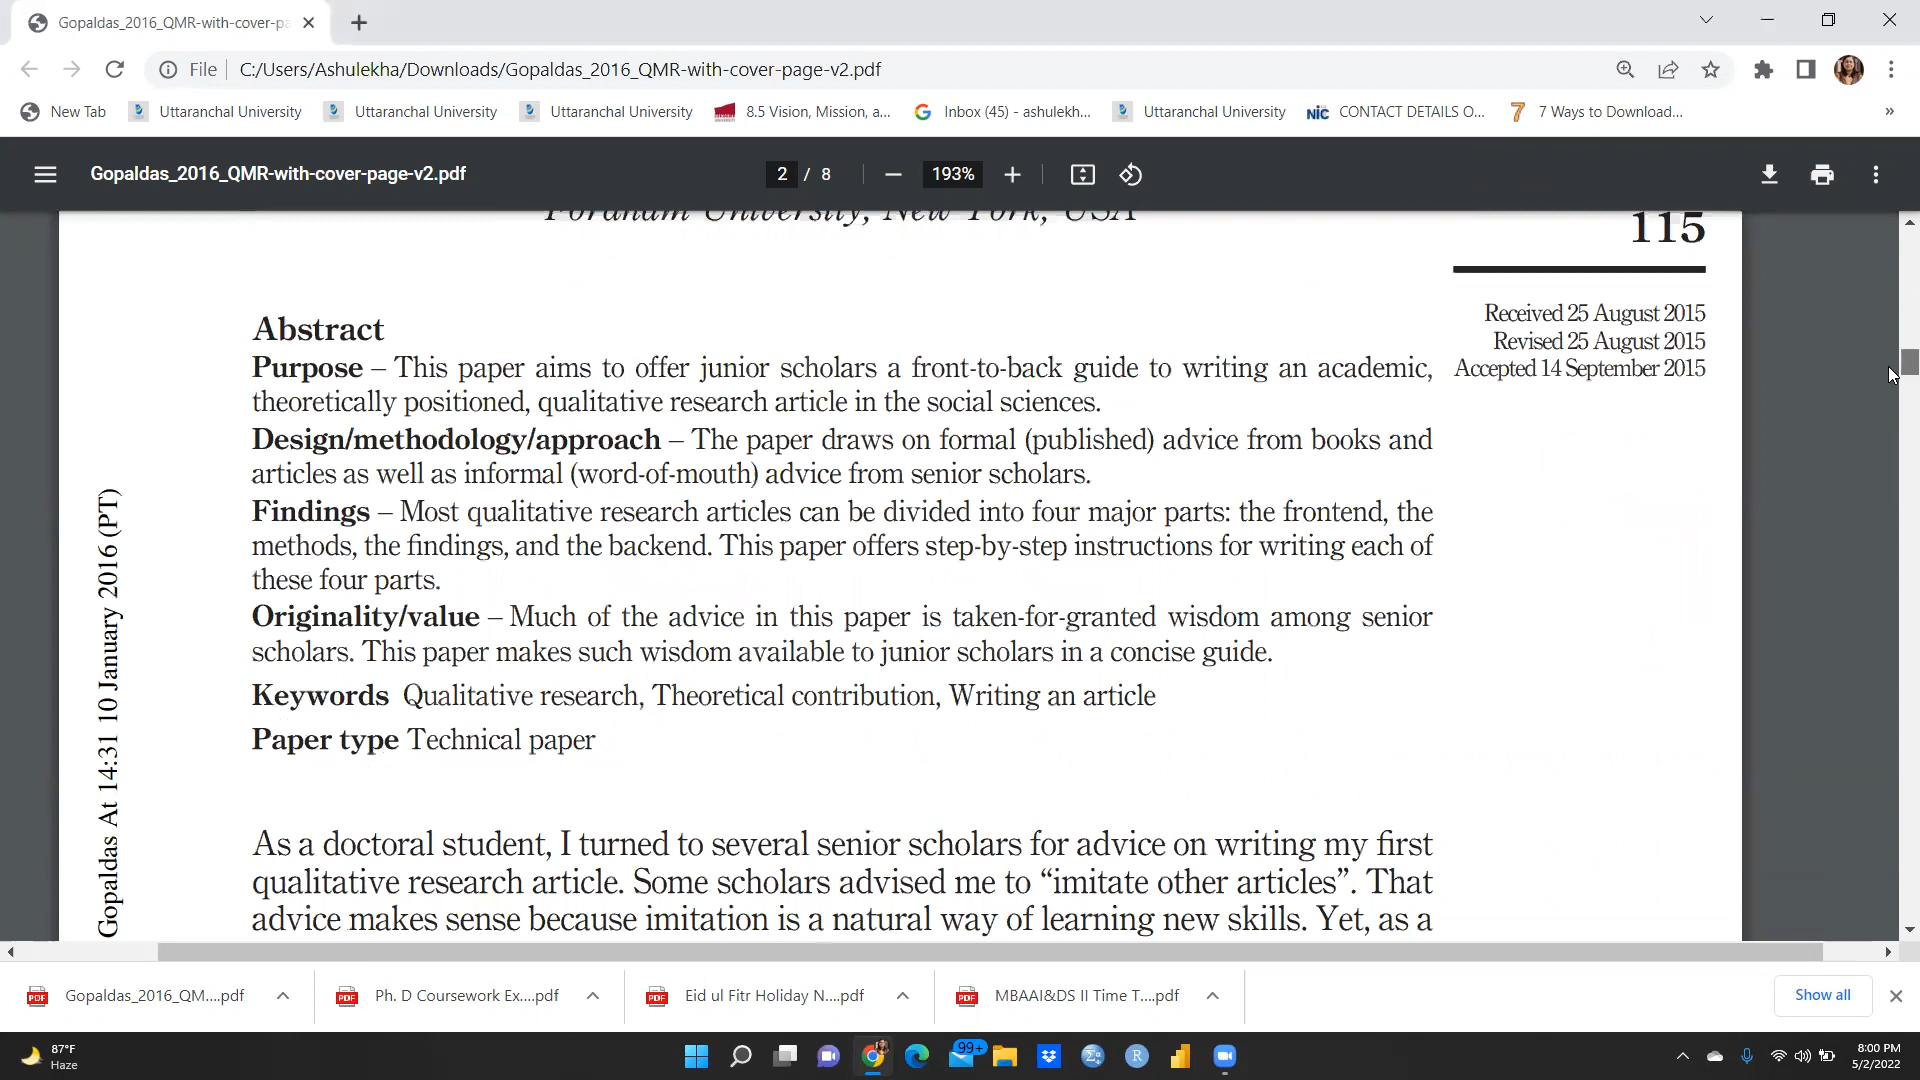 Gopaldas_2016_QMR-with-cover-pa
File
C:/Users/Ashulekha/Downloads/Gopaldas_2016_QMR-with-cover-page-v2.pdf
New Tab
Uttaranchal University
Uttaranchal University
Uttaranchal University
8.5 Vision, Mission, a...
Inbox (45) - ashulekh...
Uttaranchal University
NIC
CONTACT DETAILS O...
7 Ways to Download...
»
Gopaldas_2016_QMR-with-cover-page-v2.pdf
2 / 8
193%
Fordham University, New York, USA
115
Received 25 August 2015
Revised 25 August 2015
Accepted 14 September 2015
Abstract
Purpose – This paper aims to offer junior scholars a front-to-back guide to writing an academic,
theoretically positioned, qualitative research article in the social sciences.
Design/methodology/approach – The paper draws on formal (published) advice from books and
articles as well as informal (word-of-mouth) advice from senior scholars.
Findings – Most qualitative research articles can be divided into four major parts: the frontend, the
methods, the findings, and the backend. This paper offers step-by-step instructions for writing each of
these four parts.
Originality/value – Much of the advice in this paper is taken-for-granted wisdom among senior
scholars. This paper makes such wisdom available to junior scholars in a concise guide.
Keywords Qualitative research, Theoretical contribution, Writing an article
Paper type Technical paper
As a doctoral student, I turned to several senior scholars for advice on writing my first
qualitative research article. Some scholars advised me to “imitate other articles”. That
advice makes sense because imitation is a natural way of learning new skills. Yet, as a
Gopaldas At 14:31 10 January 2016 (PT)
PDF
Gopaldas_2016_QM....pdf
PDF
Ph. D Coursework Ex....pdf
PDF
Eid ul Fitr Holiday N....pdf
PDF
MBAAI&DS II Time T....pdf
Show all
87°F
Haze
99+
R
8:00 PM
5/2/2022